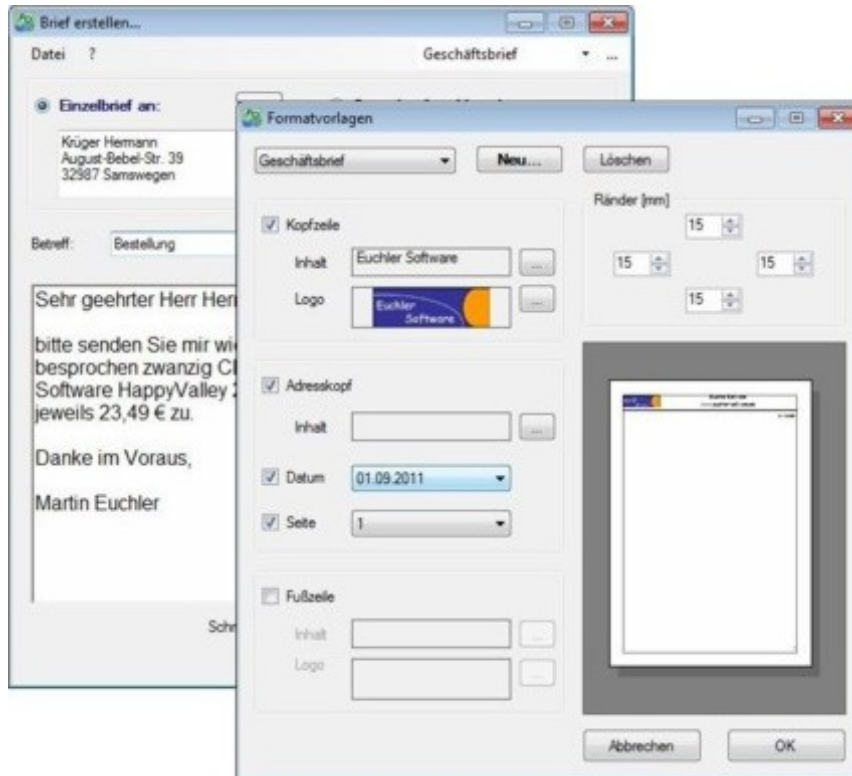 Brief erstellen...
Datei ?
Geschäftsbrief
...
Einzelbrief an:
Krüger Hermann
August-Bebel-Str. 39
32987 Samswegen
Betreff:
Bestellung
Sehr geehrter Herr
bitte senden Sie mir
besprochen zwanzig
Software HappyValley
jeweils 23,49 € zu.
Danke im Voraus,
Martin Euchler
Formatvorlagen
Geschäftsbrief
Neu...
Löschen
Kopfzeile
Inhalt
Euchler Software
...
Logo
Euchler
Software
...
Ränder [mm]
15
15
15
15
Adresskopf
Inhalt
...
Datum
01.09.2011
Seite
1
Fußzeile
Inhalt
...
Logo
...
Abbrechen
OK